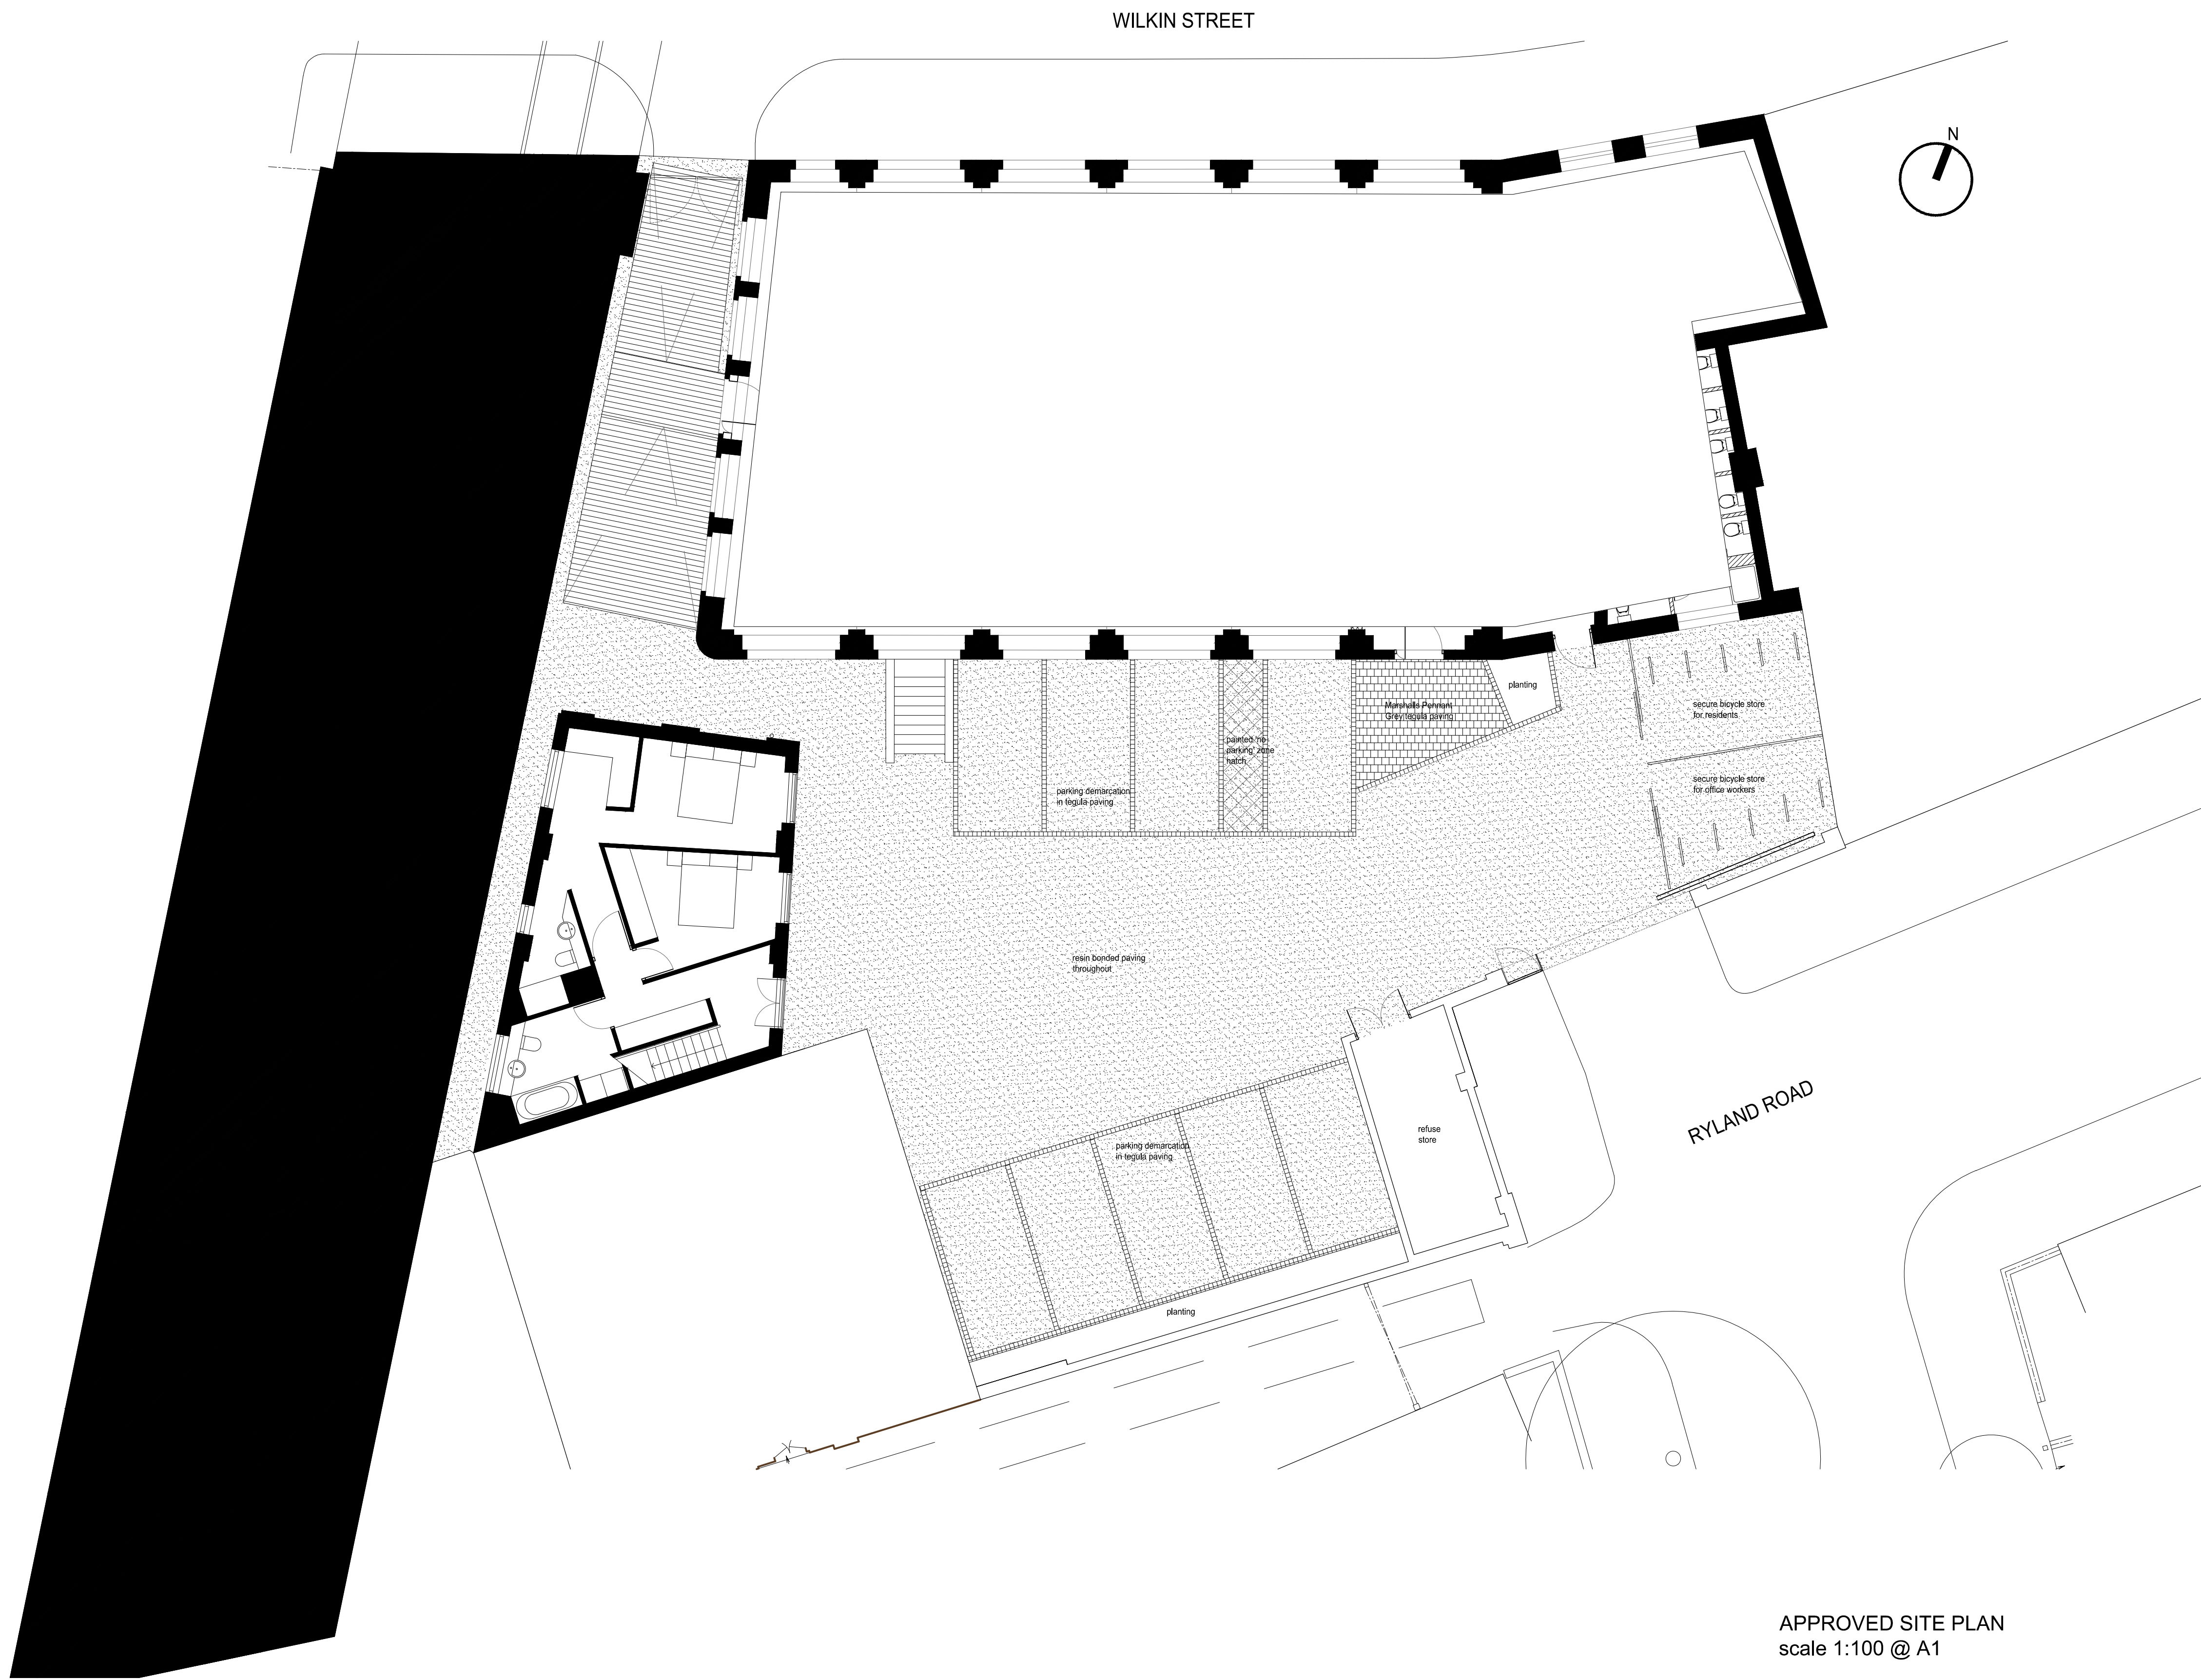 WILKIN STREET
N
planting
Marshalls Pennant
Grey tegula paving
secure bicycle store
for residents
painted 'no
parking' zone
hatch
secure bicycle store
for office workers
parking demarcation
in tegula paving
resin bonded paving
throughout
RYLAND ROAD
refuse
store
parking demarcation
in tegula paving
planting
APPROVED SITE PLAN
scale 1:100 @ A1